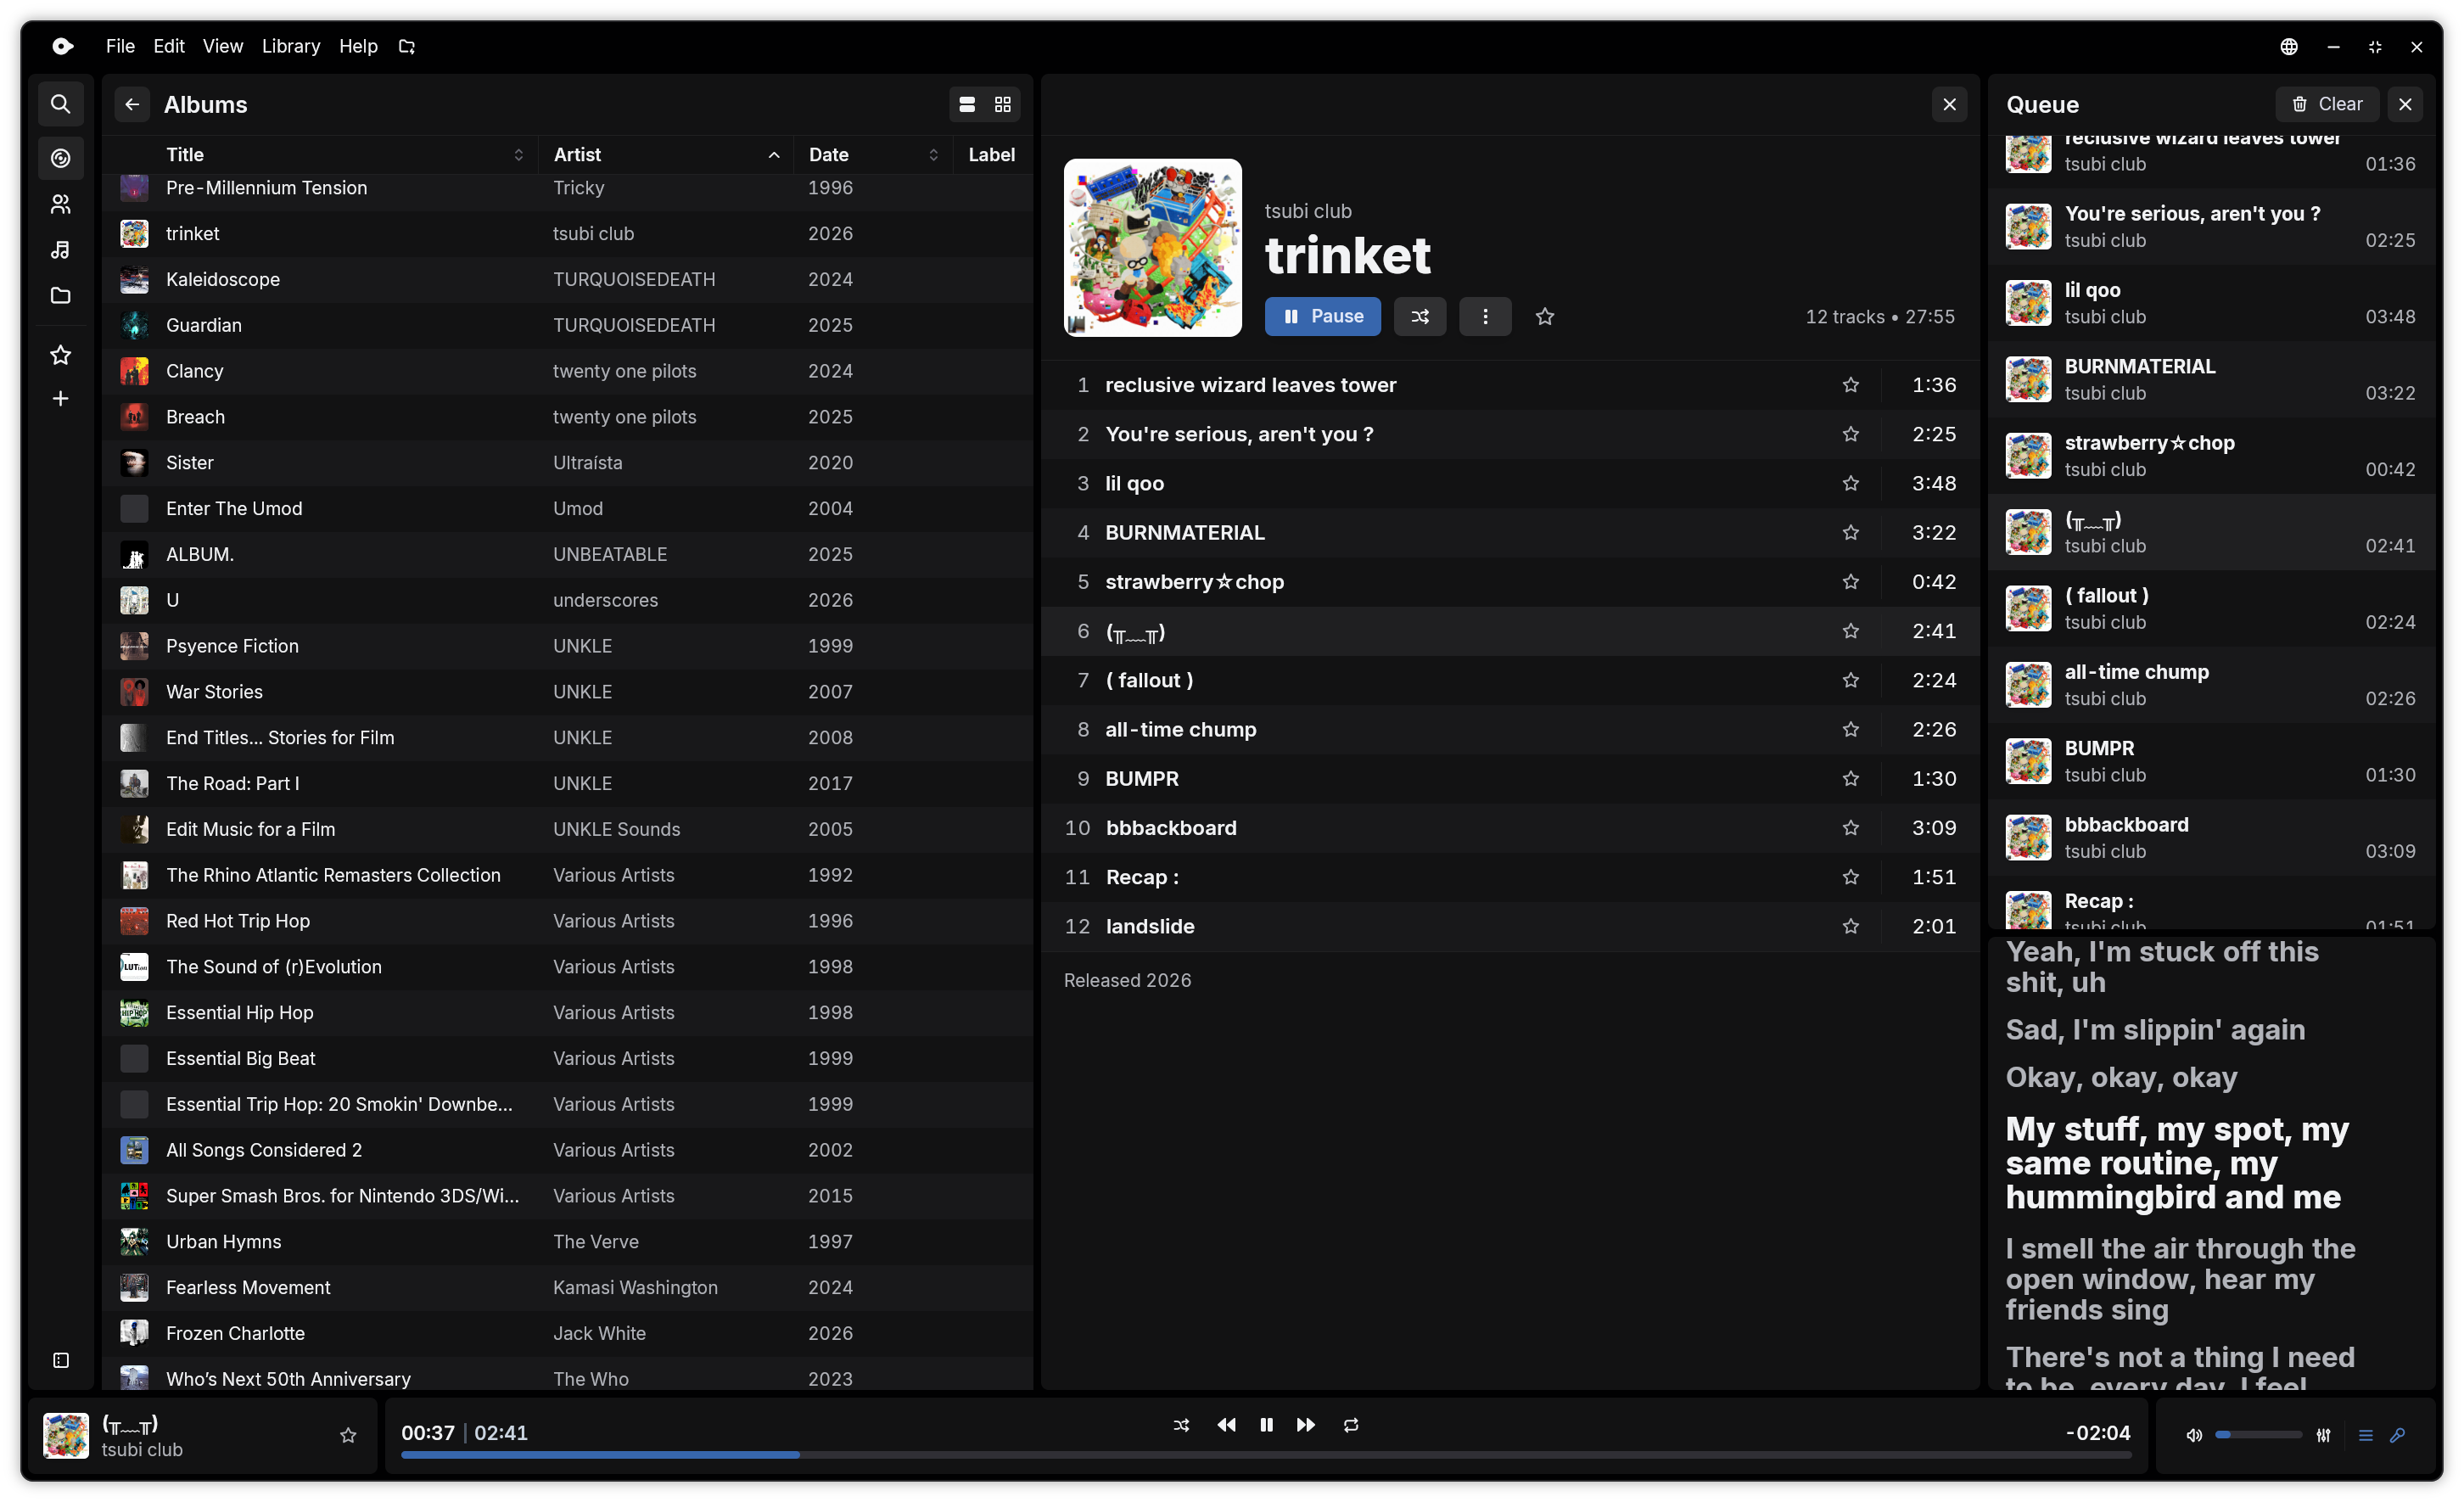 File Edit View Library Help
Albums
Title Artist Date Label
Pre-Millennium Tension Tricky 1996
trinket tsubi club 2026
Kaleidoscope TURQUOISEDEATH 2024
Guardian TURQUOISEDEATH 2025
Clancy twenty one pilots 2024
Breach twenty one pilots 2025
Sister Ultraísta 2020
Enter The Umod Umod 2004
ALBUM. UNBEATABLE 2025
U underscores 2026
Psyence Fiction UNKLE 1999
War Stories UNKLE 2007
End Titles... Stories for Film UNKLE 2008
The Road: Part I UNKLE 2017
Edit Music for a Film UNKLE Sounds 2005
The Rhino Atlantic Remasters Collection Various Artists 1992
Red Hot Trip Hop Various Artists 1996
The Sound of (r)Evolution Various Artists 1998
Essential Hip Hop Various Artists 1998
Essential Big Beat Various Artists 1999
Essential Trip Hop: 20 Smokin' Downbe... Various Artists 1999
All Songs Considered 2 Various Artists 2002
Super Smash Bros. for Nintendo 3DS/Wi... Various Artists 2015
Urban Hymns The Verve 1997
Fearless Movement Kamasi Washington 2024
Frozen Charlotte Jack White 2026
Who’s Next 50th Anniversary The Who 2023
tsubi club
trinket
Pause 12 tracks • 27:55
1 reclusive wizard leaves tower 1:36
2 You're serious, aren't you ? 2:25
3 lil qoo 3:48
4 BURNMATERIAL 3:22
5 strawberry☆chop 0:42
6 (╥﹏╥) 2:41
7 ( fallout ) 2:24
8 all-time chump 2:26
9 BUMPR 1:30
10 bbbackboard 3:09
11 Recap : 1:51
12 landslide 2:01
Released 2026
Queue Clear
reclusive wizard leaves tower
tsubi club 01:36
You're serious, aren't you ?
tsubi club 02:25
lil qoo
tsubi club 03:48
BURNMATERIAL
tsubi club 03:22
strawberry☆chop
tsubi club 00:42
(╥﹏╥)
tsubi club 02:41
( fallout )
tsubi club 02:24
all-time chump
tsubi club 02:26
BUMPR
tsubi club 01:30
bbbackboard
tsubi club 03:09
Recap :
tsubi club 01:51
Yeah, I'm stuck off this
shit, uh
Sad, I'm slippin' again
Okay, okay, okay
My stuff, my spot, my
same routine, my
hummingbird and me
I smell the air through the
open window, hear my
friends sing
There's not a thing I need
to be, every day, I feel
(╥﹏╥)
tsubi club
00:37 | 02:41
-02:04